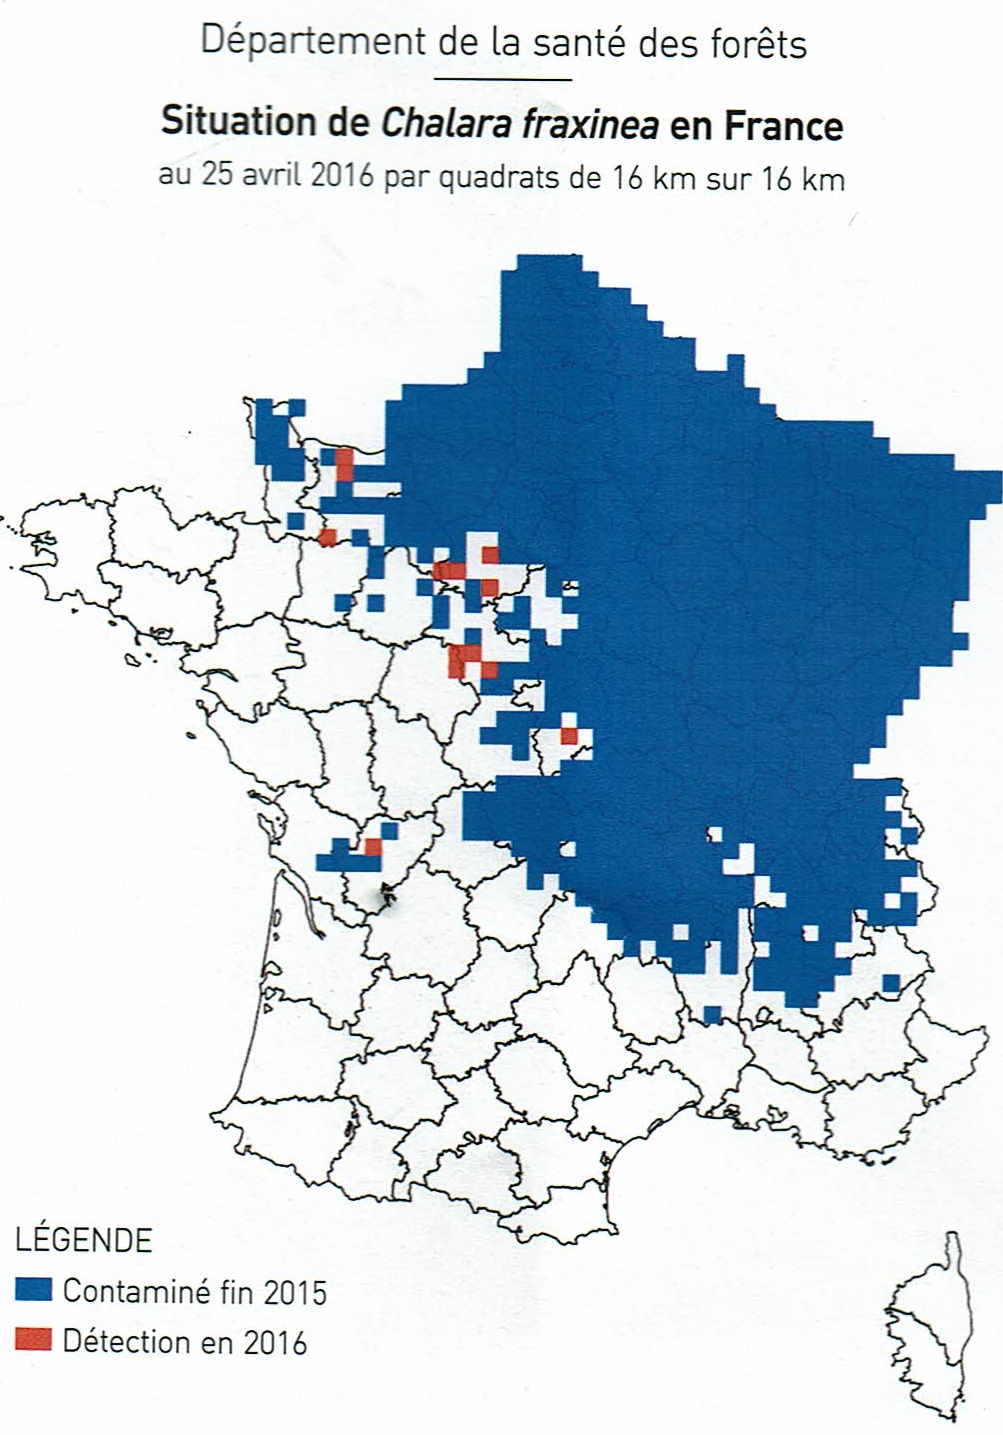 Département de la santé des forêts
Situation de Chalara fraxinea en France
au 25 avril 2016 par quadrats de 16 km sur 16 km
LÉGENDE
Contaminé fin 2015
Détection en 2016